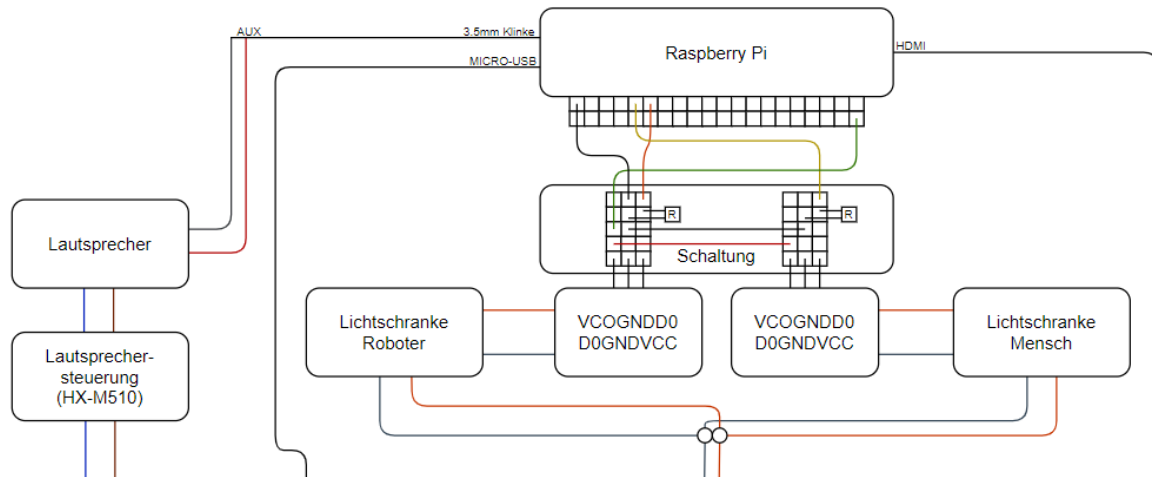 AUX
3.5mm Klinke
MICRO-USB
Raspberry Pi
HDMI
R
R
Schaltung
Lautsprecher
Lautsprecher-
steuerung
(HX-M510)
Lichtschranke
Roboter
VCOGNDD0
D0GNDVCC
VCOGNDD0
D0GNDVCC
Lichtschranke
Mensch